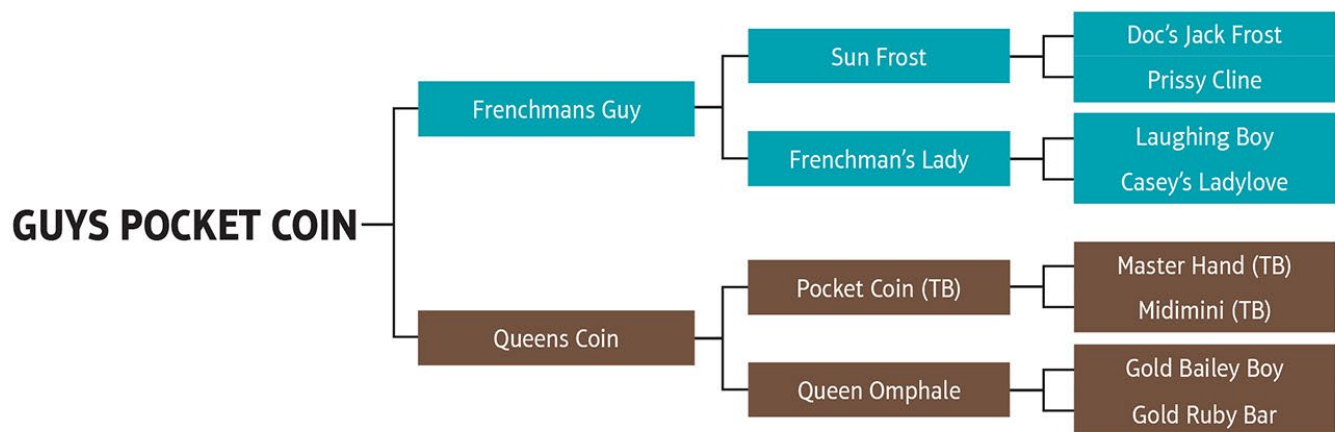 Doc's Jack Frost
Sun Frost
Prissy Cline
Frenchmans Guy
Laughing Boy
Frenchman's Lady
Casey's Ladylove
GUYS POCKET COIN
Master Hand (TB)
Pocket Coin (TB)
Midimini (TB)
Queens Coin
Gold Bailey Boy
Queen Omphale
Gold Ruby Bar